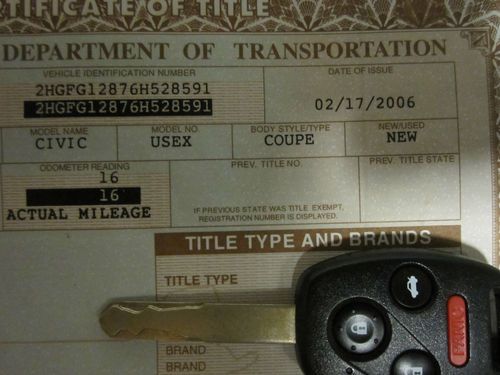 TIFICATE OF TITLE
DEPARTMENT OF TRANSPORTATION
VEHICLE IDENTIFICATION NUMBER
2HGFG12876H528591
2HGFG12876H528591
DATE OF ISSUE
02/17/2006
MODEL NAME
CIVIC
MODEL NO
USEX
BODY STYLE/TYPE
COUPE
NEW/USED
NEW
ODOMETER READING
16
16
ACTUAL MILEAGE
PREV. TITLE NO.
PREV. TITLE STATE
IF PREVIOUS STATE WAS TITLE EXEMPT,
REGISTRATION NUMBER IS DISPLAYED.
TITLE TYPE AND BRANDS
TITLE TYPE
BRAND
BRAND
PANIC